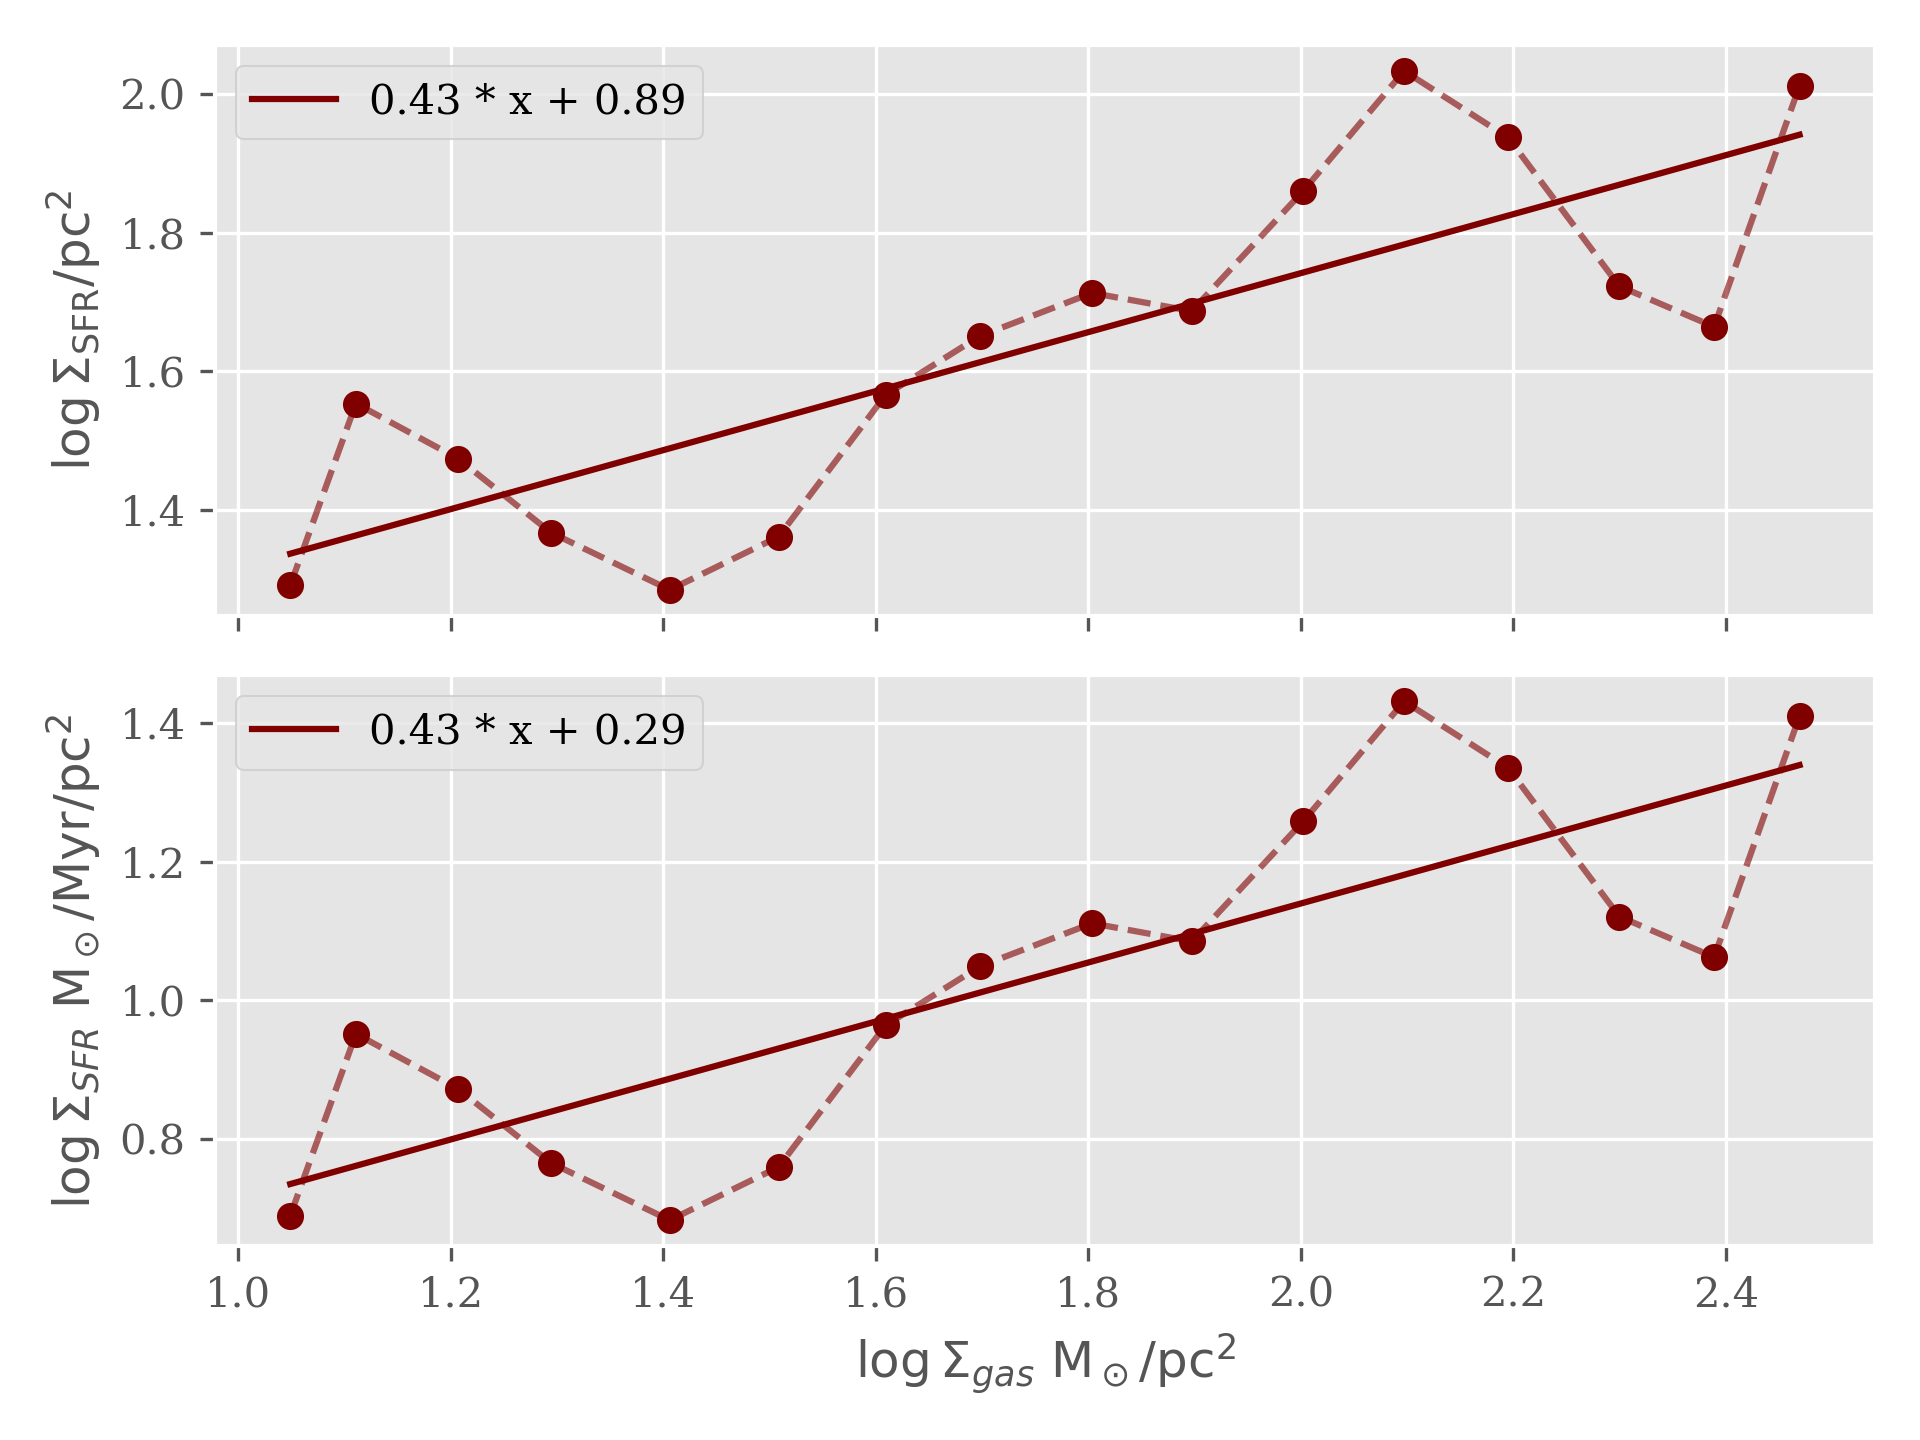 0.43 * x + 0.89
log Σ_SFR/pc²
2.0
1.8
1.6
1.4
0.43 * x + 0.29
log Σ_SFR M_⊙/Myr/pc²
1.4
1.2
1.0
0.8
1.0 1.2 1.4 1.6 1.8 2.0 2.2 2.4
log Σ_gas M_⊙/pc²